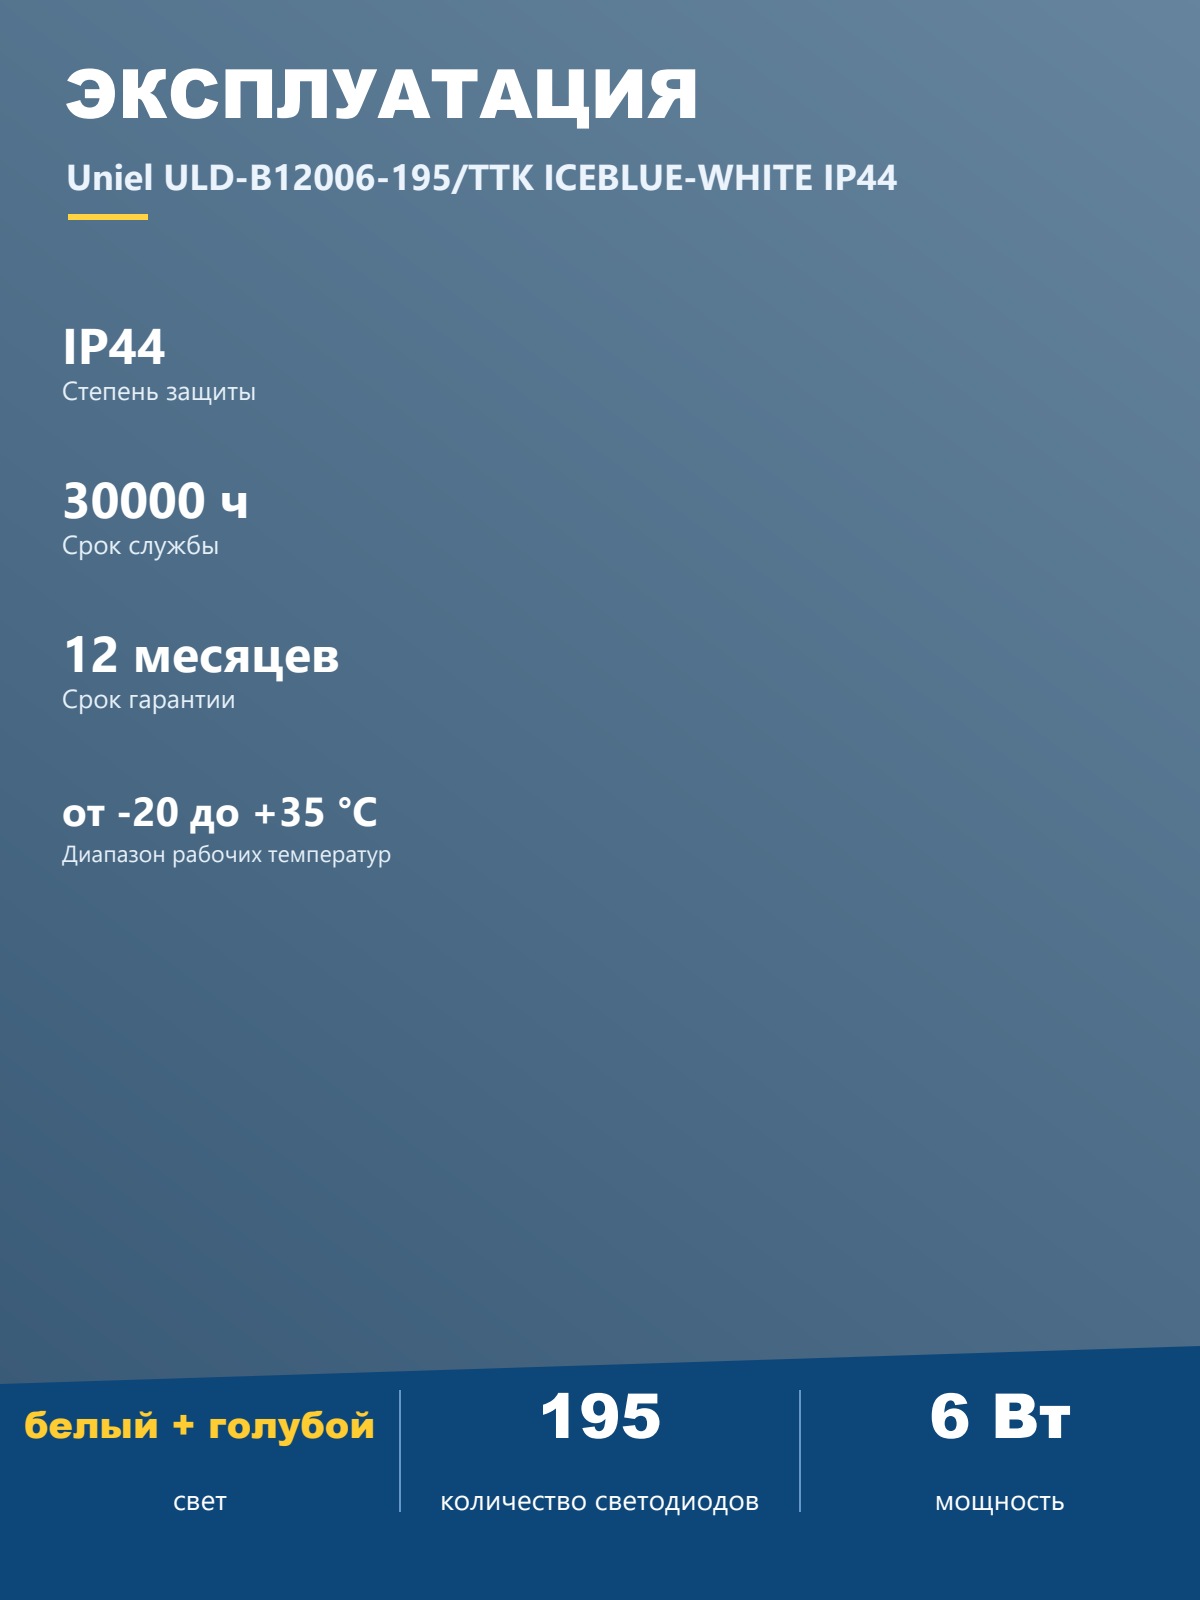 ЭКСПЛУАТАЦИЯ
Uniel ULD-B12006-195/TTK ICEBLUE-WHITE IP44
IP44
Степень защиты
30000 ч
Срок службы
12 месяцев
Срок гарантии
от -20 до +35 °C
Диапазон рабочих температур
белый + голубой
свет
195
количество светодиодов
6 Вт
мощность